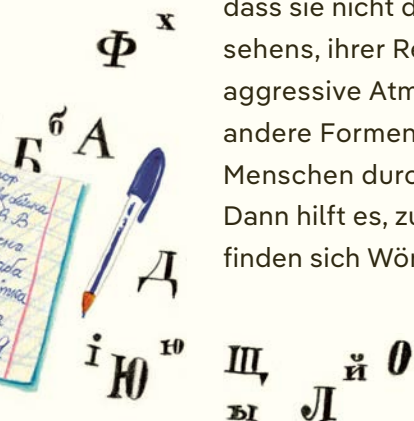 х
Ф
dass sie nicht d
sehens, ihrer Re
aggressive Atm
andere Formen
Menschen durc
Dann hilft es, zu
finden sich Wör
б
А
Б
Д
і
Ю
ю
Щ
й
О
ы
Л